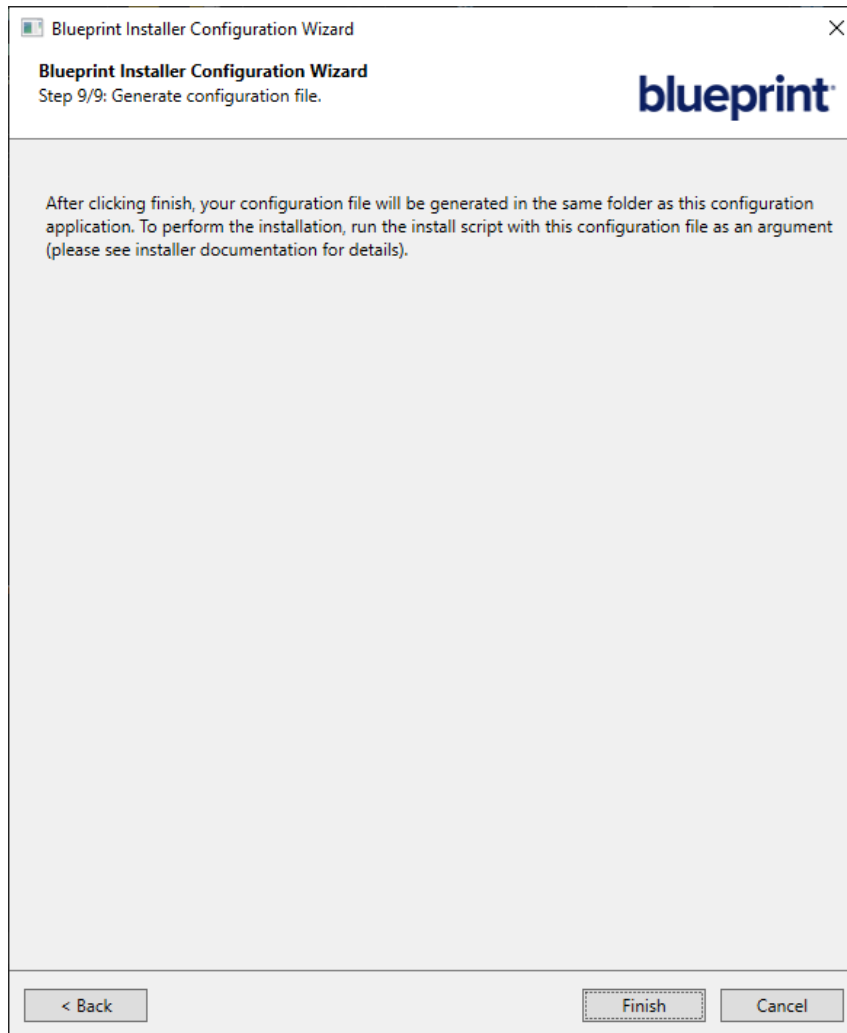 Blueprint Installer Configuration Wizard
Blueprint Installer Configuration Wizard
Step 9/9: Generate configuration file.
blueprint
After clicking finish, your configuration file will be generated in the same folder as this configuration
application. To perform the installation, run the install script with this configuration file as an argument
(please see installer documentation for details).
< Back
Finish
Cancel